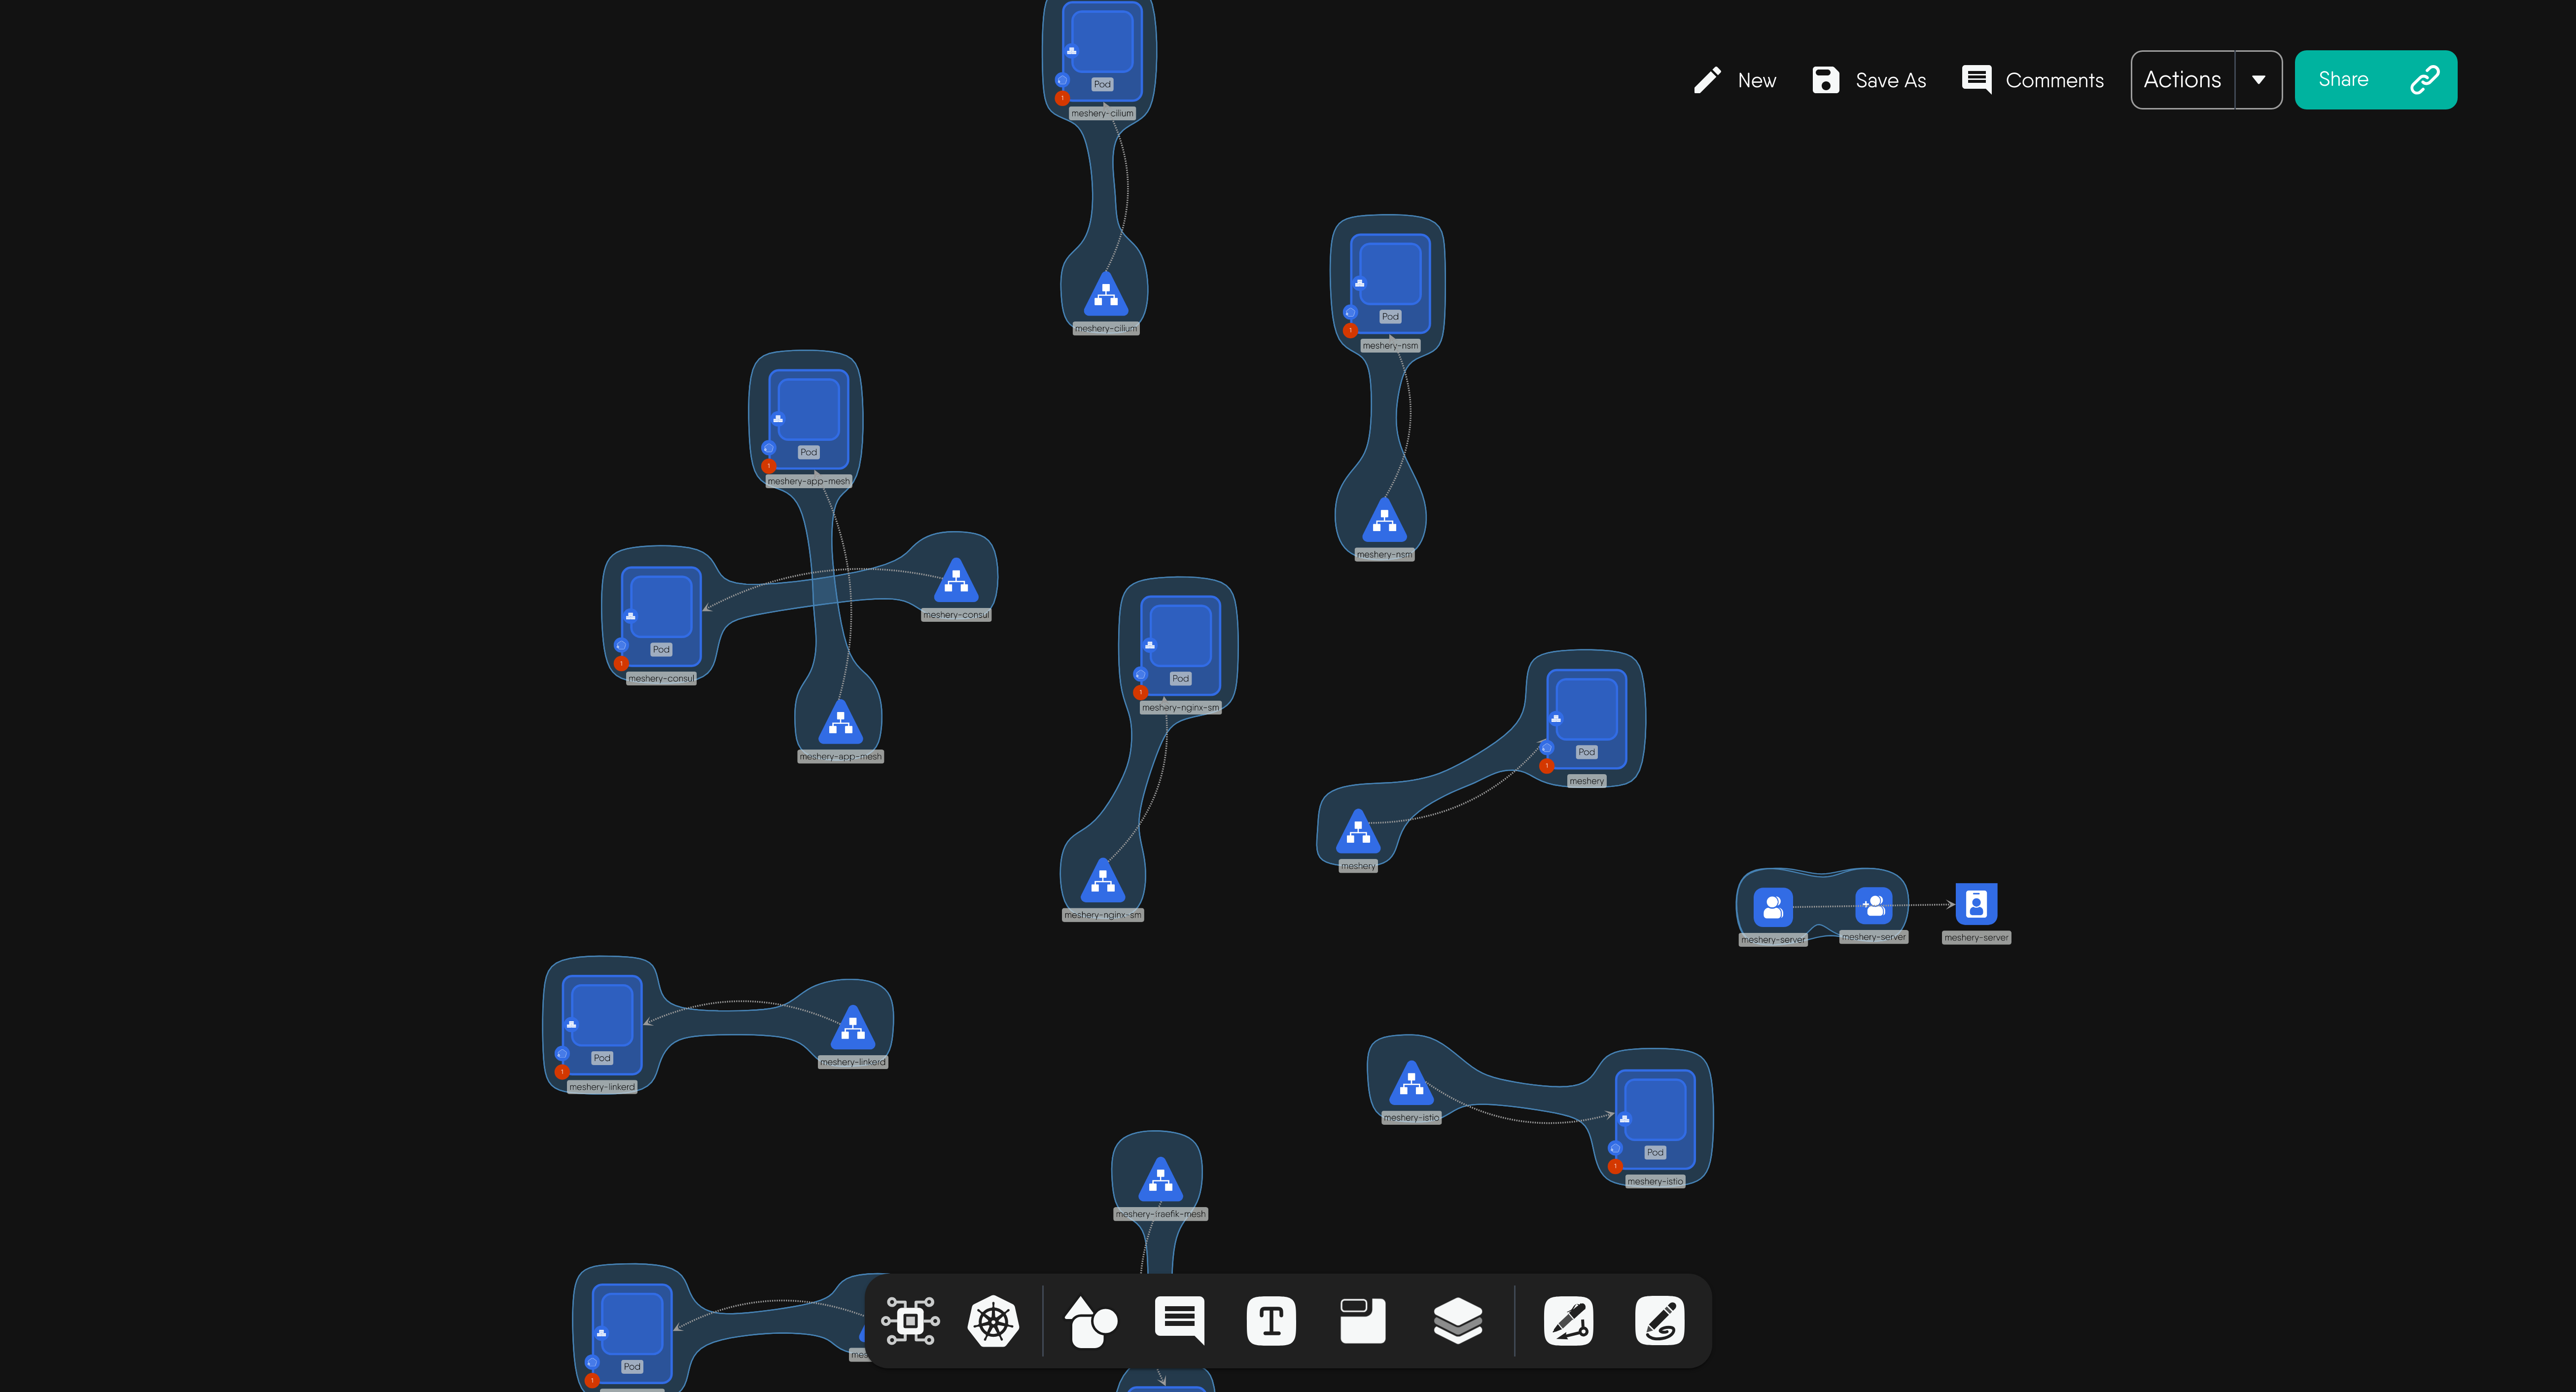 Pod
meshery-cilium
New
Save As
Comments
Actions
Share
meshery-cilium
Pod
meshery-nsm
Pod
meshery-app-mesh
meshery-nsm
meshery-consul
Pod
meshery-consul
Pod
meshery-nginx-sm
meshery-app-mesh
Pod
meshery
meshery
meshery-nginx-sm
meshery-server
meshery-server
meshery-server
Pod
meshery-linkerd
meshery-linkerd
meshery-istio
Pod
meshery-istio
meshery-traefik-mesh
Pod